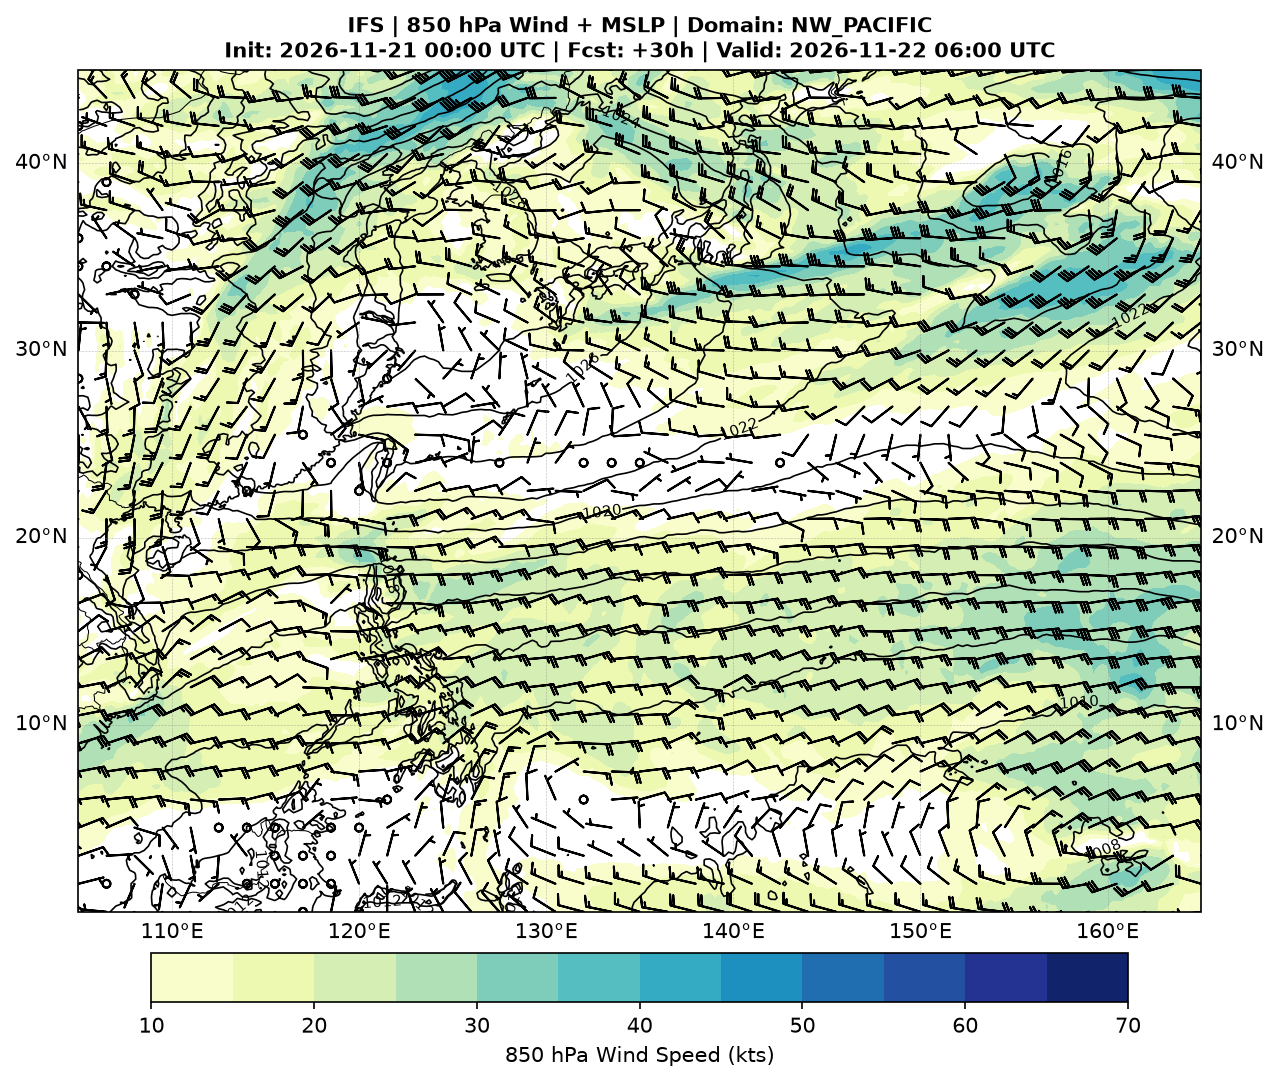 IFS | 850 hPa Wind + MSLP | Domain: NW_PACIFIC
Init: 2026-11-21 00:00 UTC | Fcst: +30h | Valid: 2026-11-22 06:00 UTC
1024
1016
40°N
40°N
1022
30°N
30°N
1026
1022
1020
20°N
20°N
1010
10°N
10°N
1008
1012
110°E
120°E
130°E
140°E
150°E
160°E
10
20
30
40
50
60
70
850 hPa Wind Speed (kts)